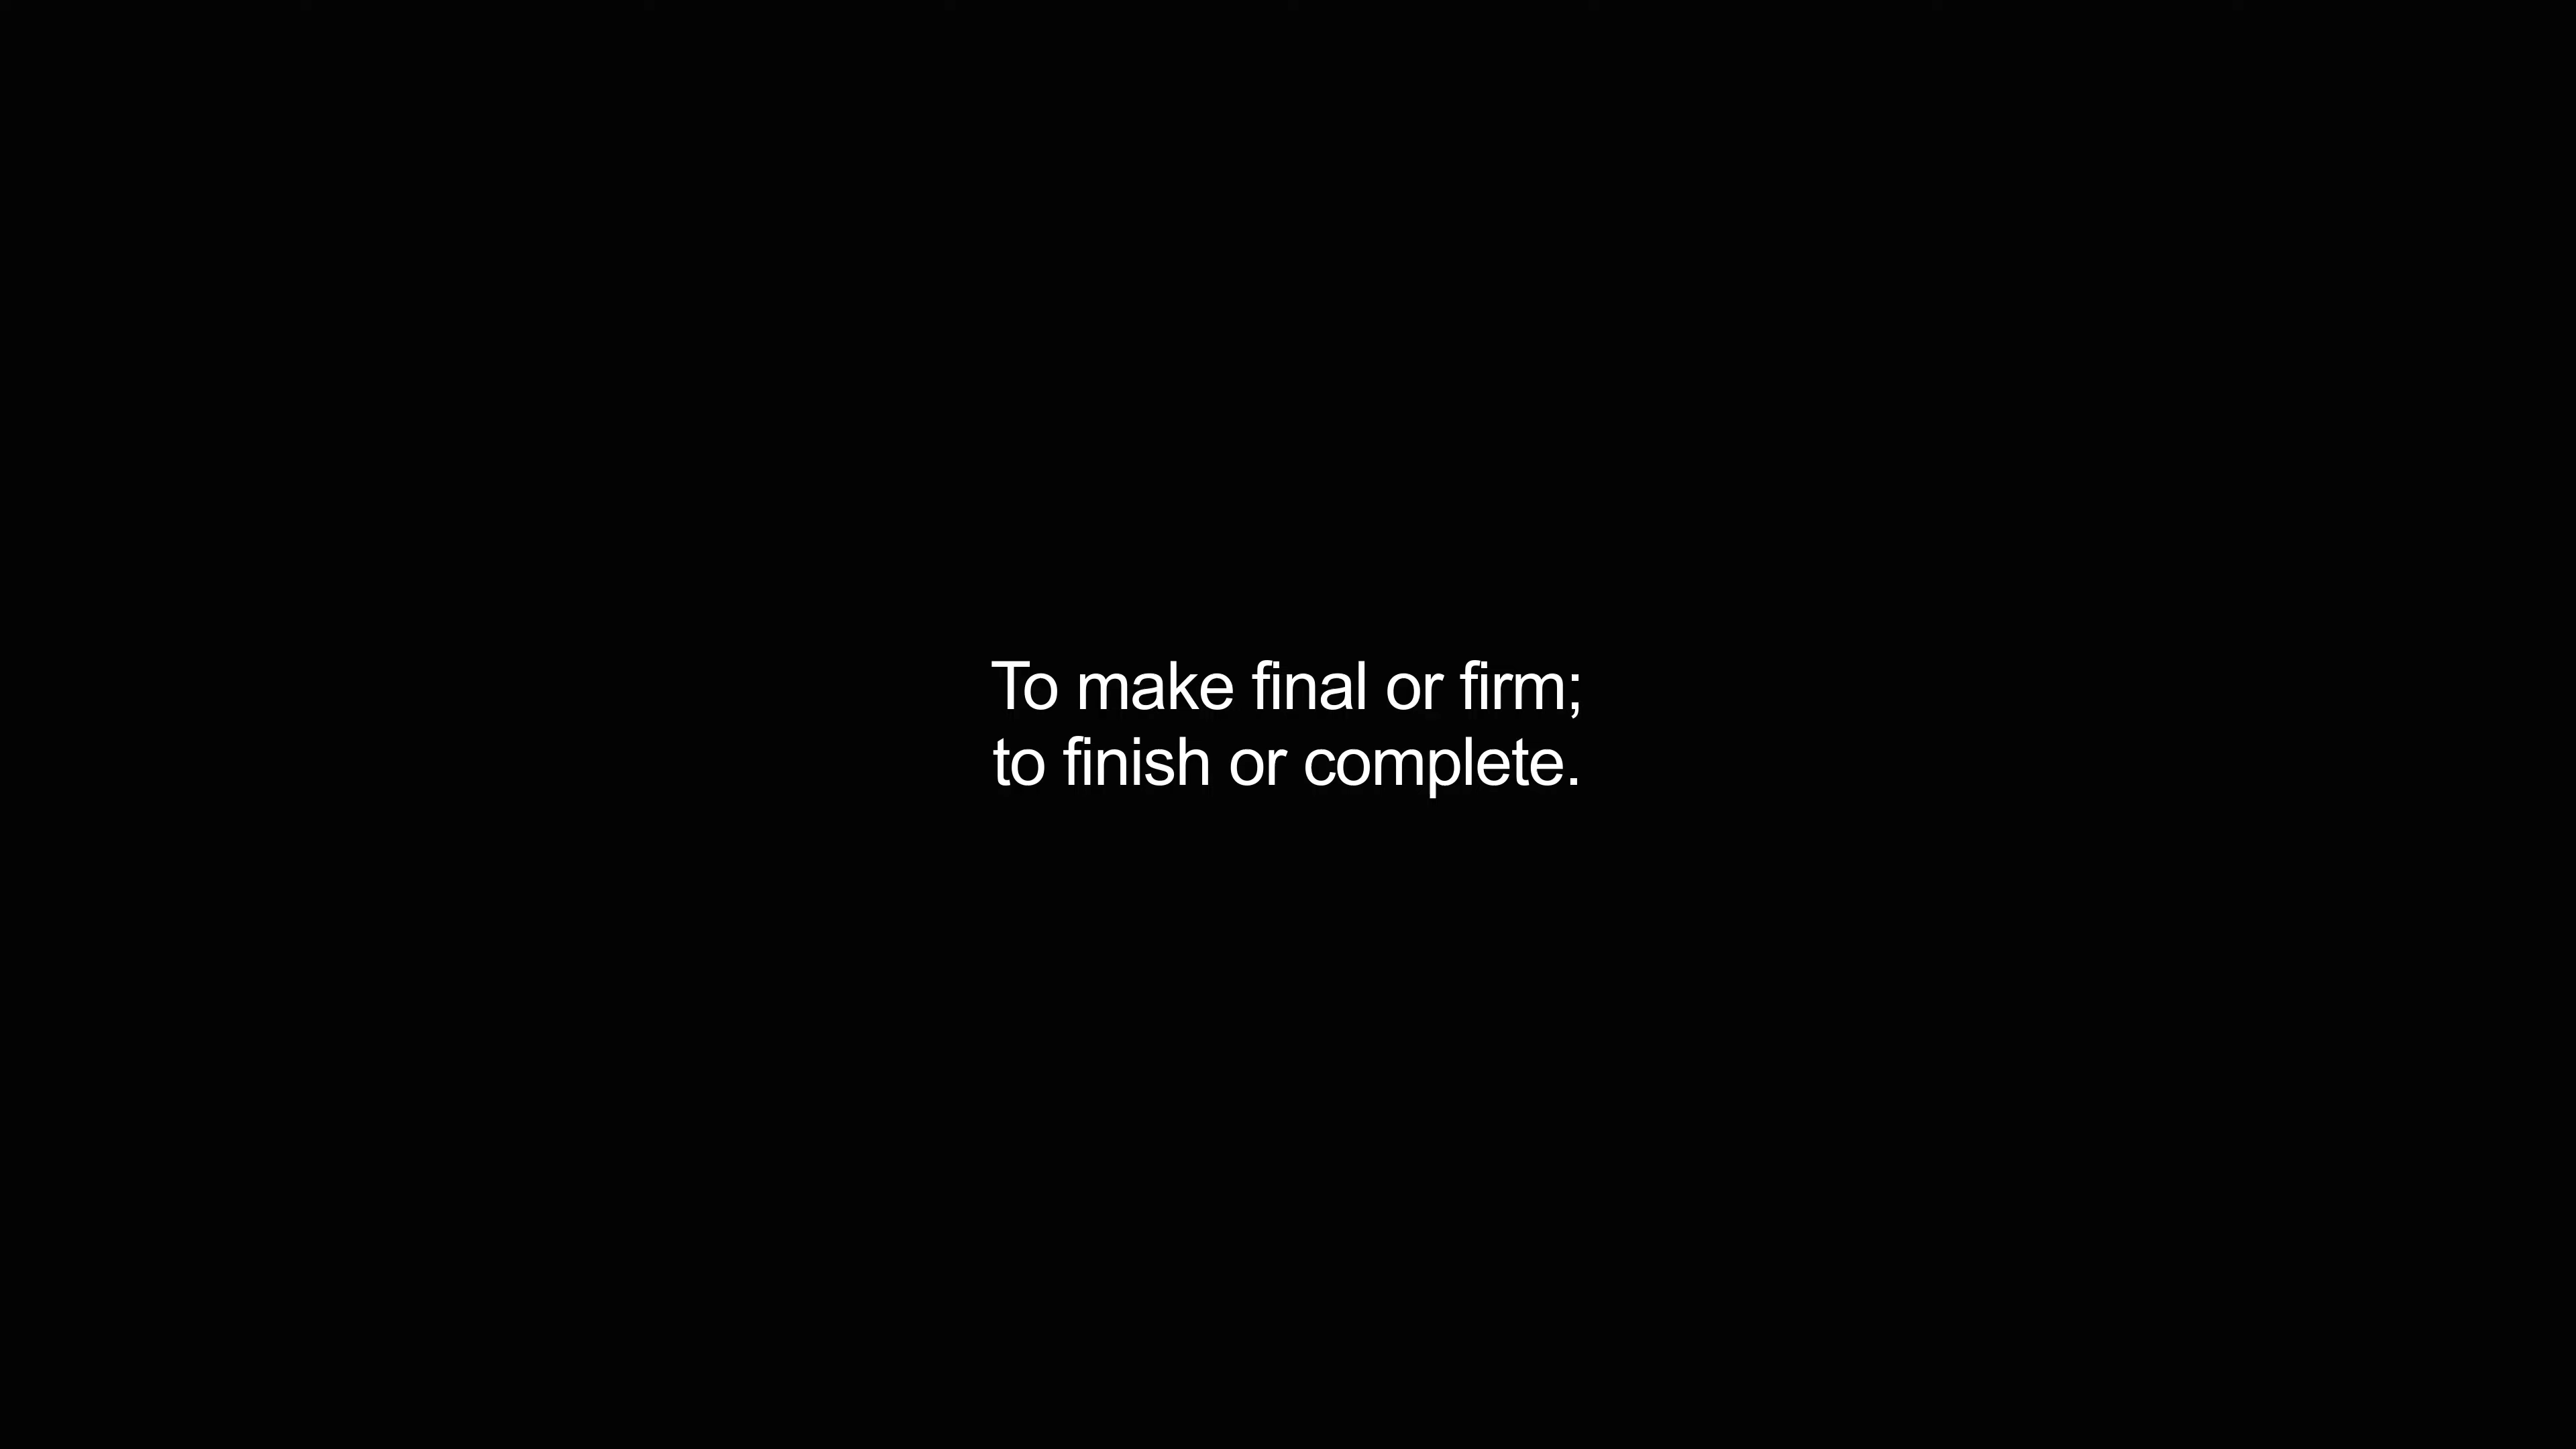 To make final or firm;
to finish or complete.